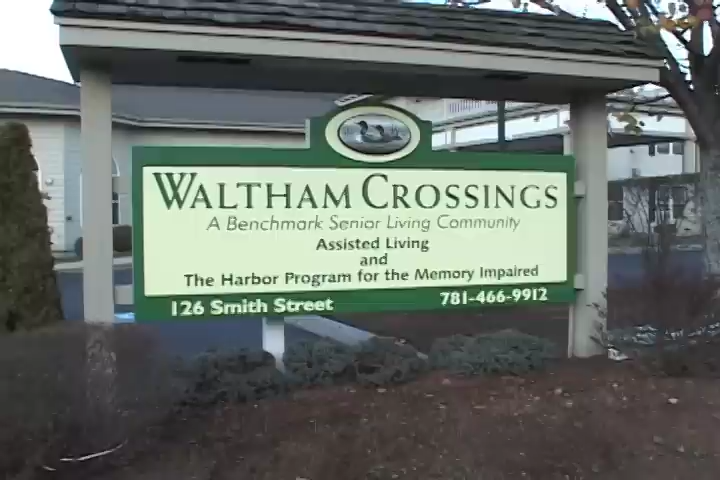 WALTHAM CROSSINGS
A Benchmark Senior Living Community
Assisted Living
and
The Harbor Program for the Memory Impaired
126 Smith Street 781-466-9912